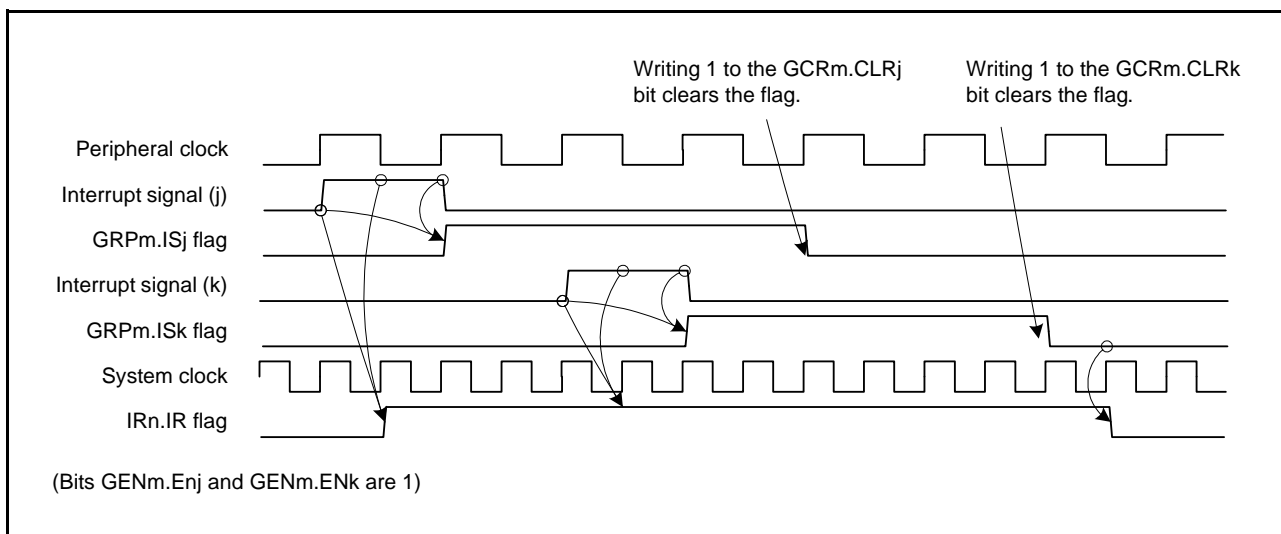 Writing 1 to the GCRm.CLRj
bit clears the flag.
Writing 1 to the GCRm.CLRk
bit clears the flag.
Peripheral clock
Interrupt signal (j)
GRPm.ISj flag
Interrupt signal (k)
GRPm.ISk flag
System clock
IRn.IR flag
(Bits GENm.Enj and GENm.ENk are 1)